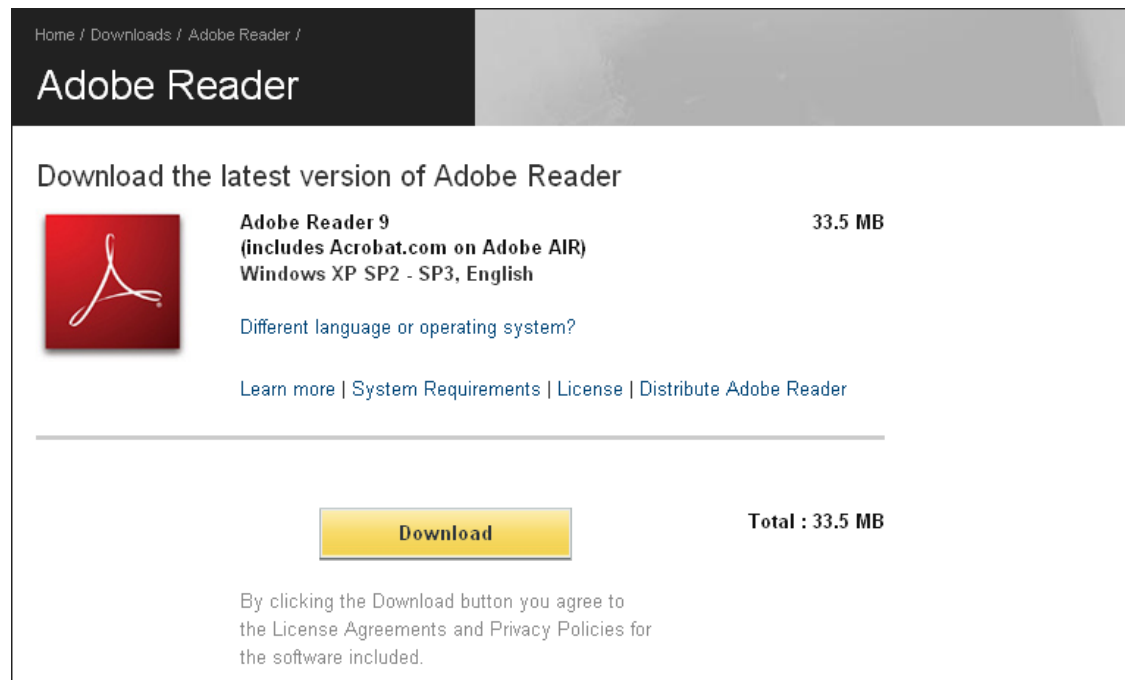 Home / Downloads / Adobe Reader /
Adobe Reader
Download the latest version of Adobe Reader
Adobe Reader 9 33.5 MB
(includes Acrobat.com on Adobe AIR)
Windows XP SP2 - SP3, English
Different language or operating system?
Learn more | System Requirements | License | Distribute Adobe Reader
Download Total : 33.5 MB
By clicking the Download button you agree to
the License Agreements and Privacy Policies for
the software included.